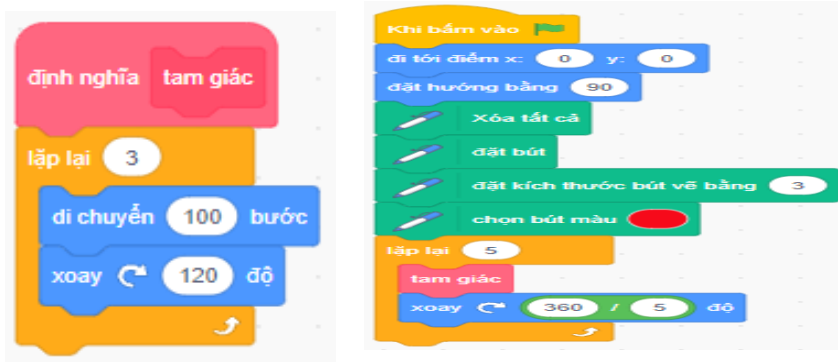 định nghĩa tam giác
lặp lại 3
di chuyển 100 bước
xoay 120 độ
Khi bấm vào
đi tới điểm x: 0 y: 0
đặt hướng bằng 90
Xóa tất cả
đặt bút
đặt kích thước bút vẽ bằng 3
chọn bút màu
lặp lại 5
tam giác
xoay 360 / 5 độ